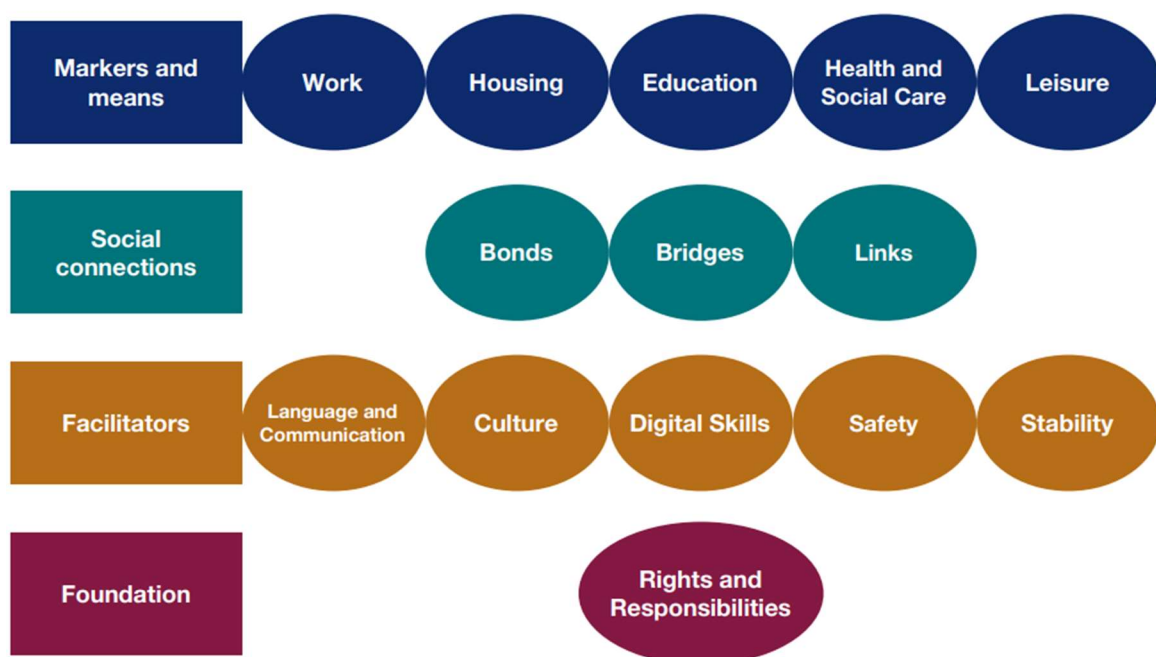 Markers and
means
Work
Housing
Education
Health and
Social Care
Leisure
Social
connections
Bonds
Bridges
Links
Facilitators
Language and
Communication
Culture
Digital Skills
Safety
Stability
Foundation
Rights and
Responsibilities